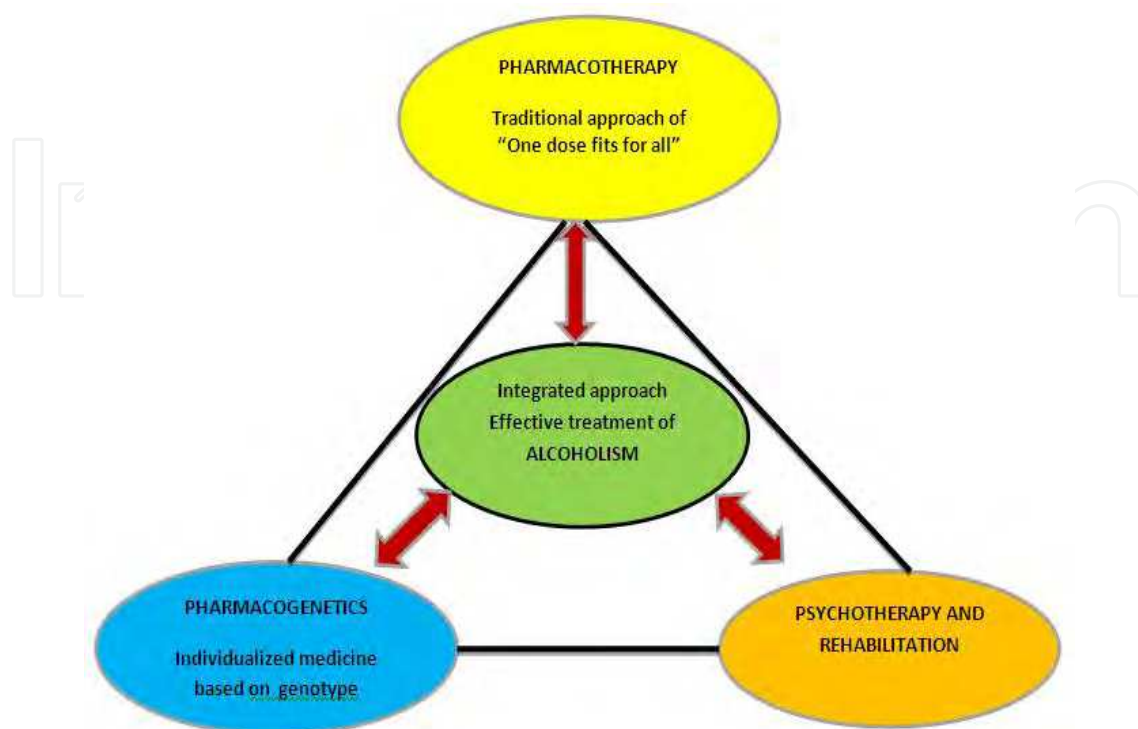 PHARMACOTHERAPY
Traditional approach of
"One dose fits for all"
Integrated approach
Effective treatment of
ALCOHOLISM
PHARMACOGENETICS
Individualized medicine
based on genotype
PSYCHOTHERAPY AND
REHABILITATION